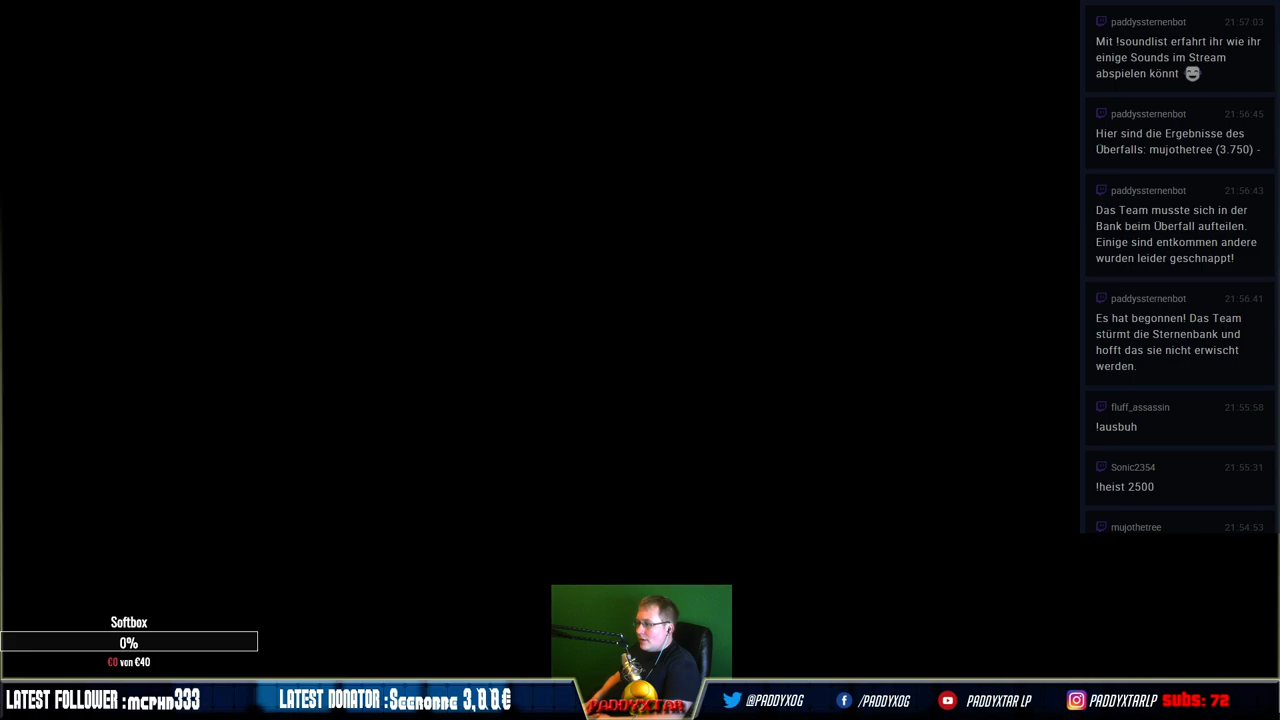 paddyssternenbot 21:57:03
Mit !soundlist erfahrt ihr wie ihr
einige Sounds im Stream
abspielen könnt
paddyssternenbot 21:56:45
Hier sind die Ergebnisse des
Überfalls: mujothetree (3.750) -
paddyssternenbot 21:56:43
Das Team musste sich in der
Bank beim Überfall aufteilen.
Einige sind entkommen andere
wurden leider geschnappt!
paddyssternenbot 21:56:41
Es hat begonnen! Das Team
stürmt die Sternenbank und
hofft das sie nicht erwischt
werden.
fluff_assassin 21:55:58
!ausbuh
Sonic2354 21:55:31
!heist 2500
mujothetree 21:54:53
Softbox
0%
€0 von €40
LATEST FOLLOWER : mcphd333
LATEST DONATOR : 3,00€
PADDYXTAR
@PADDYXOG
/PADDYXOG
PADDYXTAR LP
PADDYXTARLP
subs: 72